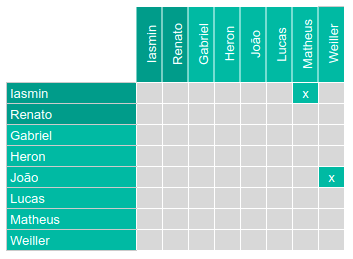 Iasmin Renato Gabriel Heron João Lucas Matheus Weiller
Iasmin x
Renato
Gabriel
Heron
João x
Lucas
Matheus
Weiller